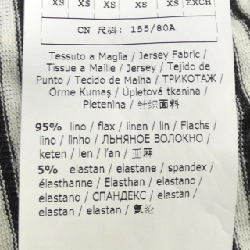 XS XS XS XS EXCH
CN 尺码: 155/80A
Tessuto a Maglia / Jersey Fabric /
Tissue a Maille / Jersey / Tejido de
Punto / Tecido de Malha / ТРИКОТАЖ /
Örme Kumaş / Upletová tkanina /
Pletenina / 针织面料
95% lino / flax / linen / lin / Flachs /
lino / linho / ЛЬНЯНОЕ ВОЛОКНО /
keten / len / l'an / 亚麻
5% elastan / elastane / spandex /
élasthanne / Elasthan / elastano /
elastano / СПАНДЕКС / elastan /
elastan / elastan / 氨纶